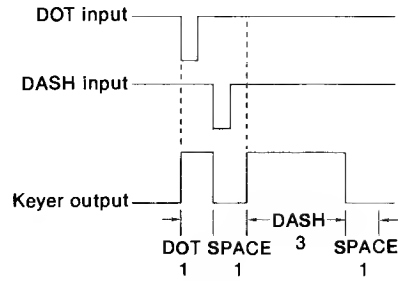 DOT input
DASH input
Keyer output
DASH
3
DOT SPACE SPACE
1 1 1